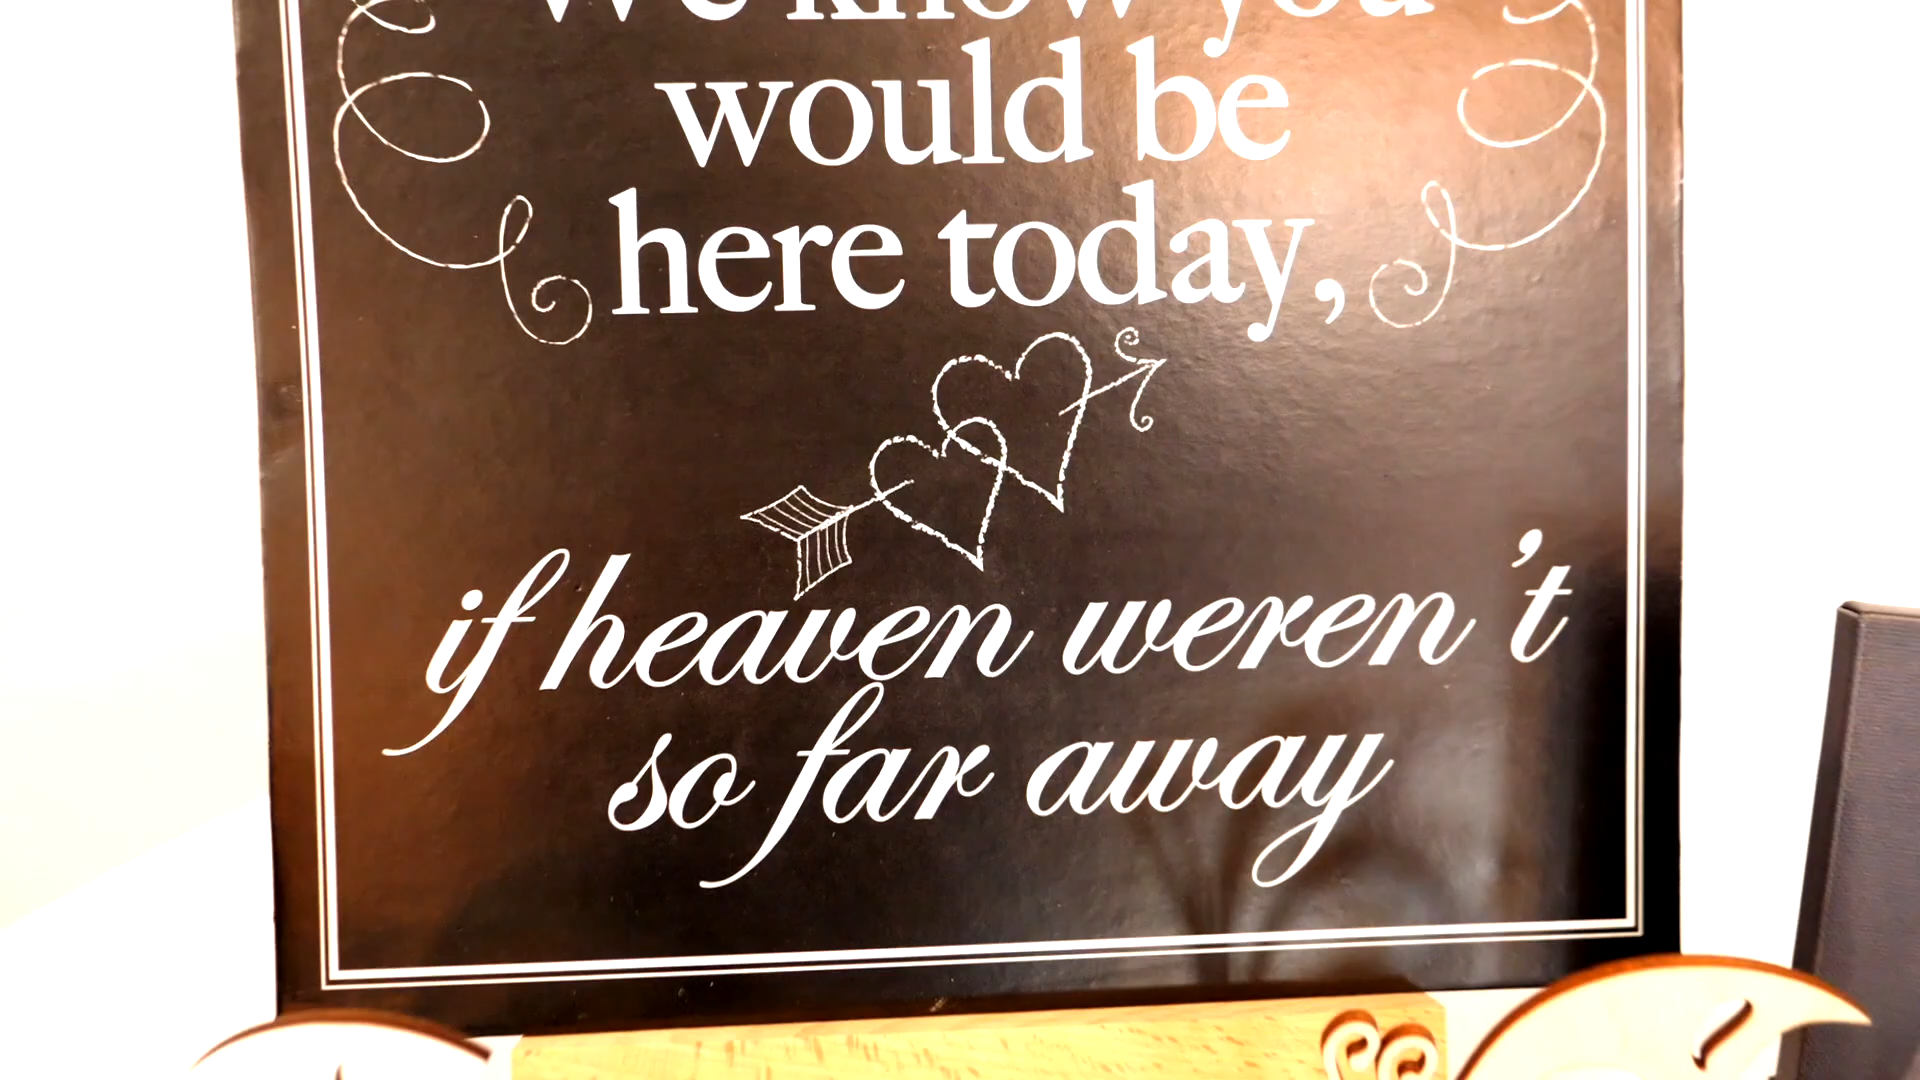 We know you
would be
here today,
if heaven weren't
so far away